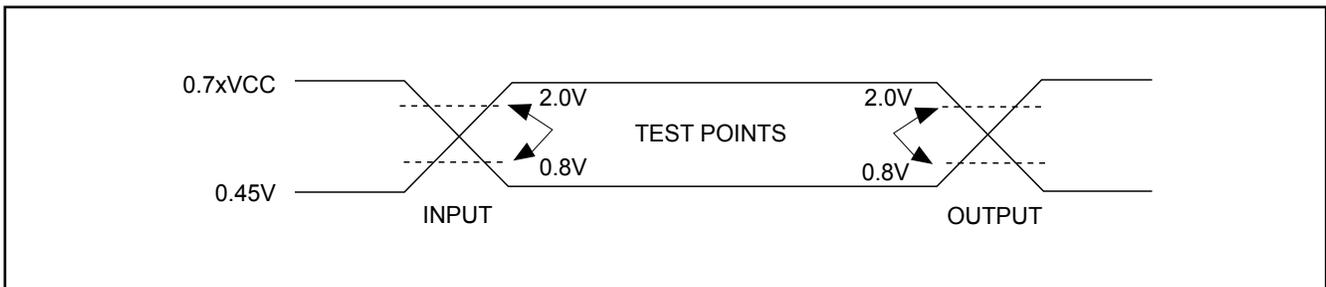 0.7xVCC
2.0V
2.0V
TEST POINTS
0.8V
0.8V
0.45V
INPUT
OUTPUT